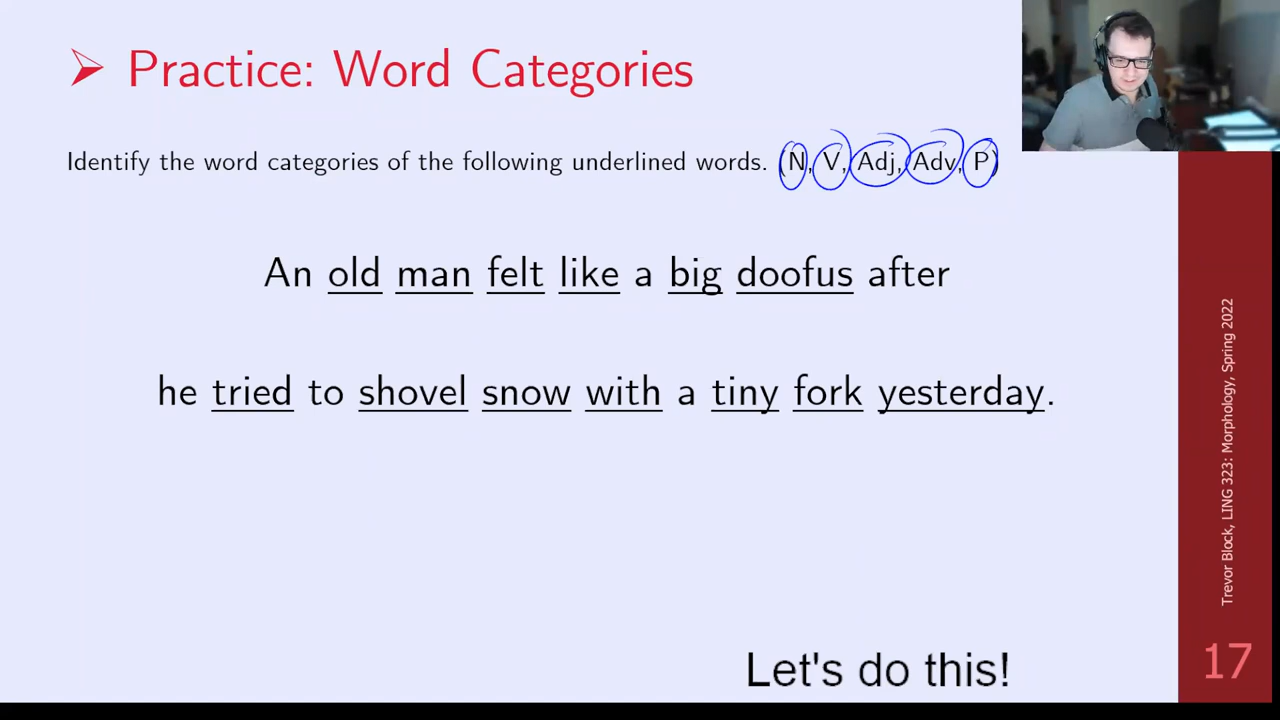 ➢ Practice: Word Categories
Identify the word categories of the following underlined words. (N, V, Adj, Adv, P)
An old man felt like a big doofus after
he tried to shovel snow with a tiny fork yesterday.
Let's do this!
Trevor Block, LING 323: Morphology, Spring 2022
17